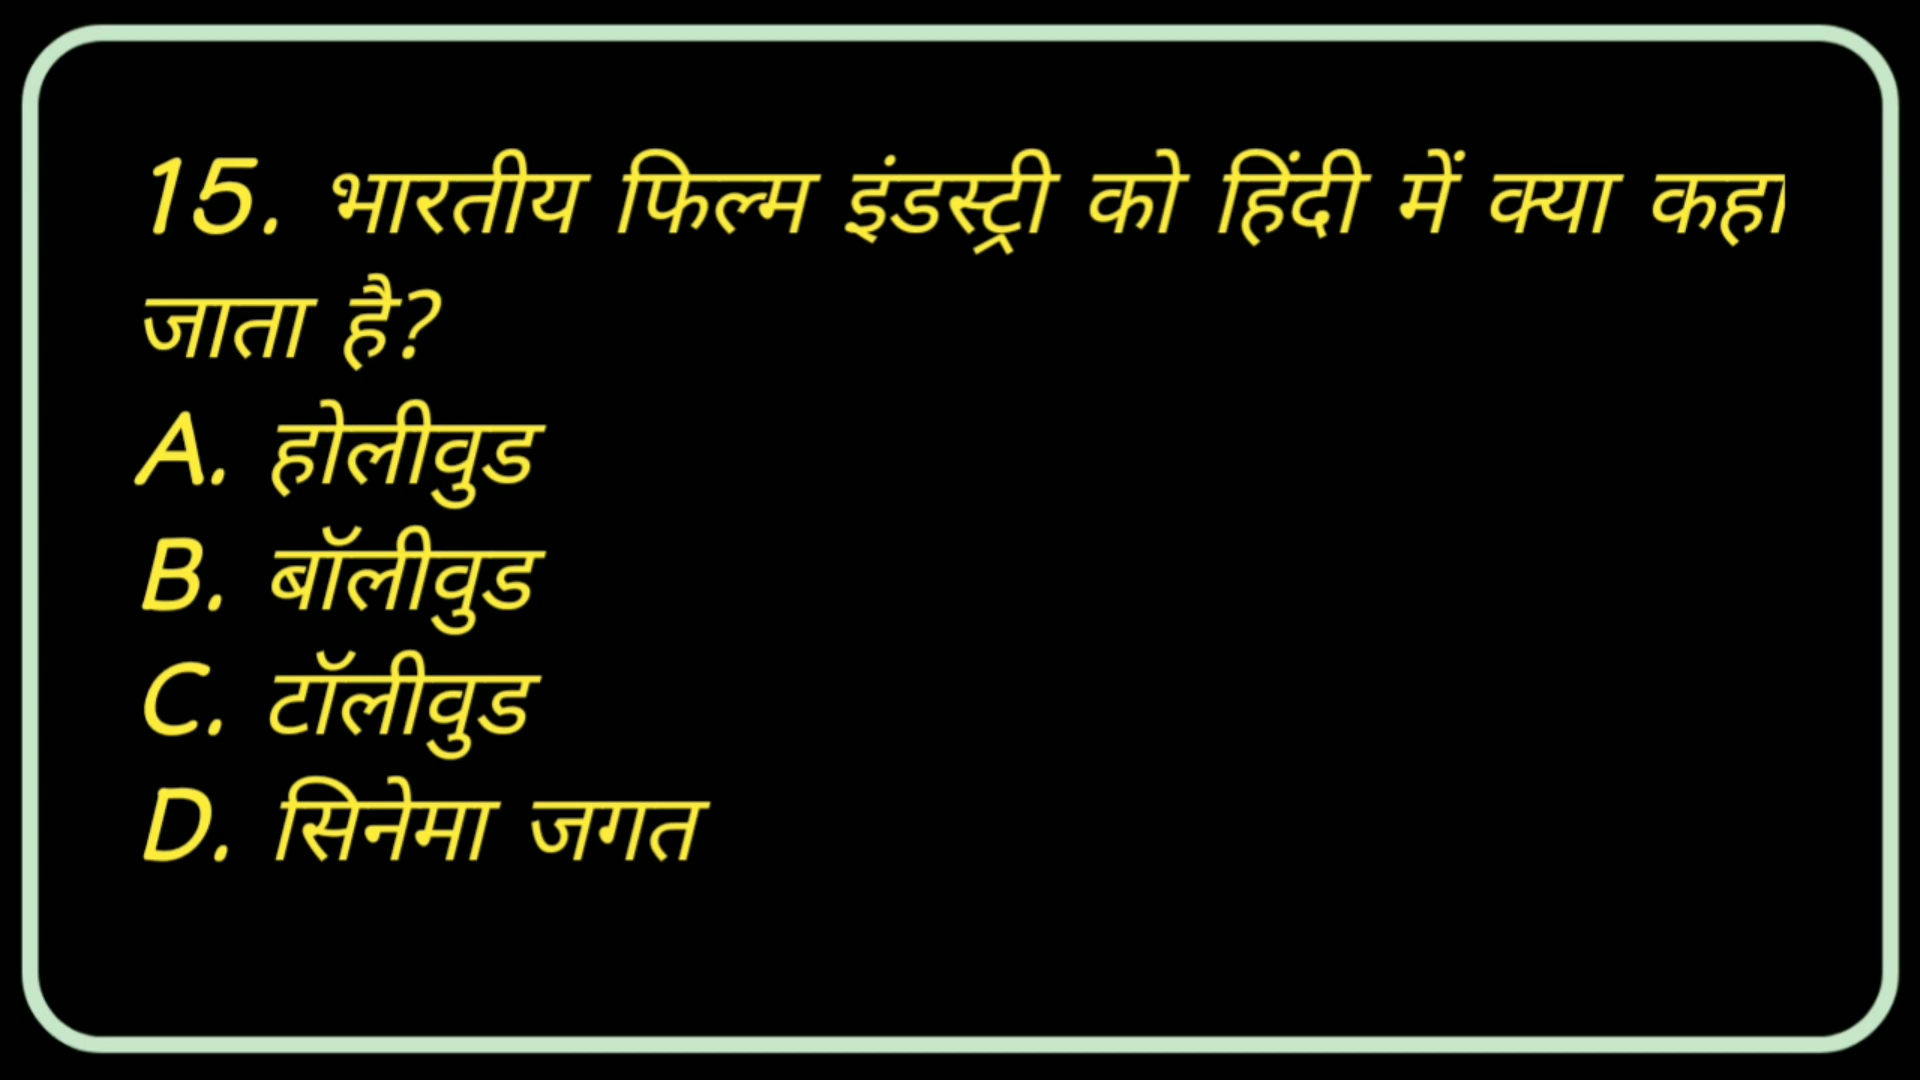 15. भारतीय फिल्म इंडस्ट्री को हिंदी में क्या कहा
जाता है?
A. होलीवुड
B. बॉलीवुड
C. टॉलीवुड
D. सिनेमा जगत